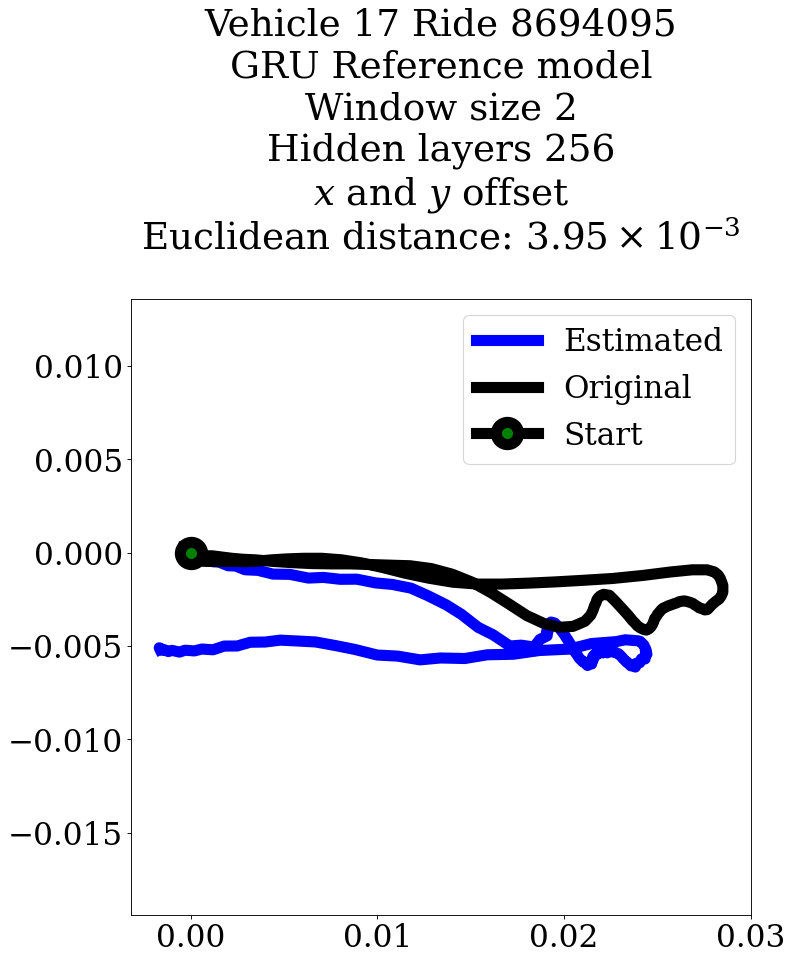 Vehicle 17 Ride 8694095
GRU Reference model
Window size 2
Hidden layers 256
x and y offset
Euclidean distance: 3.95 × 10⁻³
Estimated
Original
Start
0.010
0.005
0.000
−0.005
−0.010
−0.015
0.00 0.01 0.02 0.03